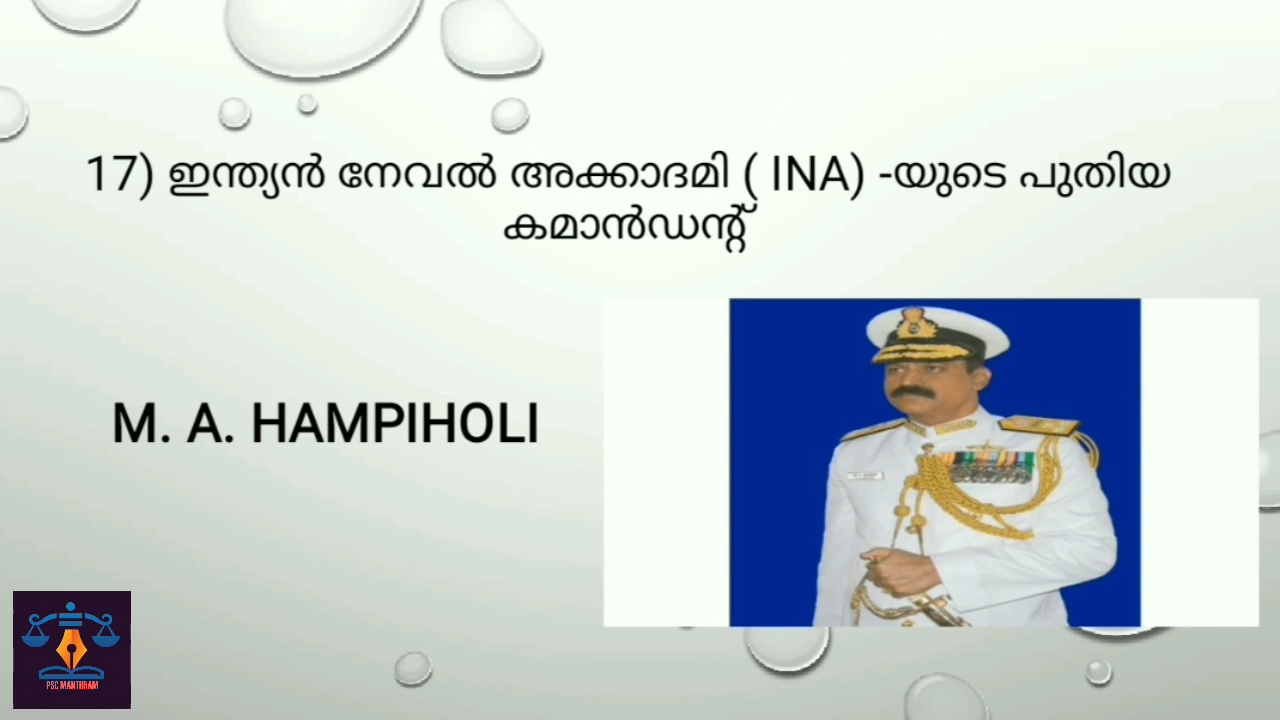 17) ഇന്ത്യൻ നേവൽ അക്കാദമി ( INA) -യുടെ പുതിയ
കമാൻഡന്റ്
M. A. HAMPIHOLI
PSC MANTHRAM